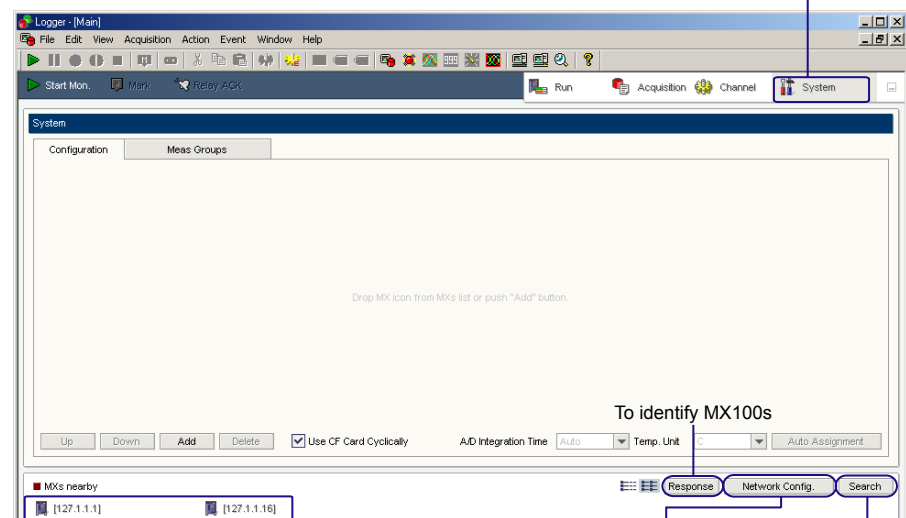 Logger - [Main]
File Edit View Acquisition Action Event Window Help
Start Mon. Mark Relay ACK Run Acquisition Channel System
System
Configuration Meas Groups
Drop MX icon from MXs list or push "Add" button.
To identify MX100s
Up Down Add Delete Use CF Card Cyclically A/D Integration Time Auto Temp. Unit C Auto Assignment
MXs nearby Response Network Config. Search
[127.1.1.1] [127.1.1.16]